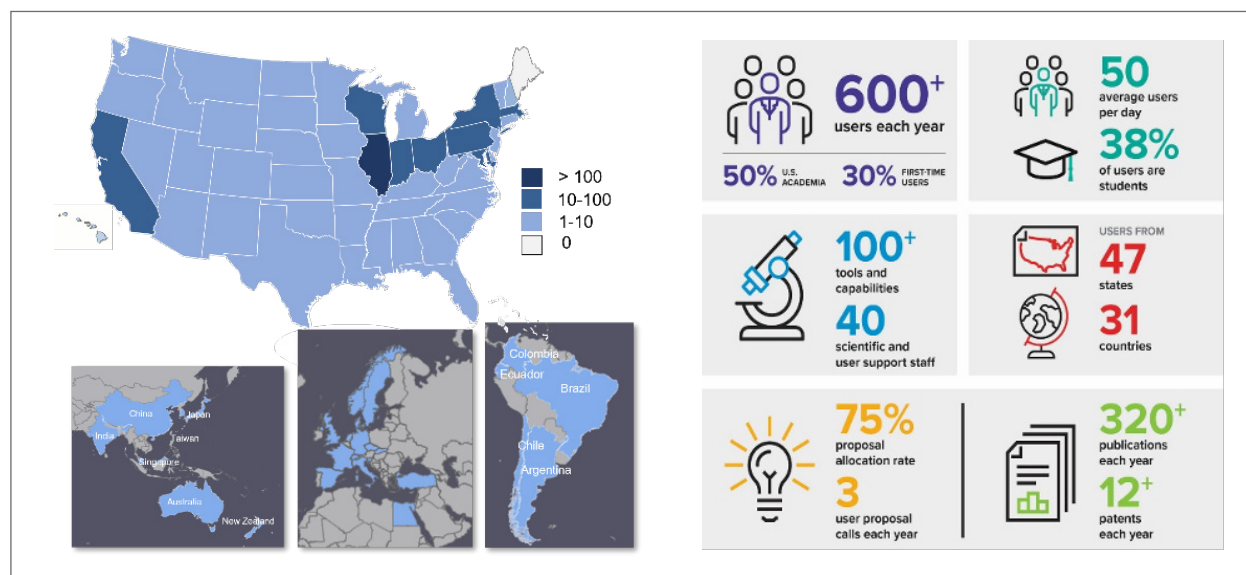 > 100
10-100
1-10
0
China
Japan
India
Taiwan
Singapore
Australia
New Zealand
Colombia
Ecuador
Brazil
Chile
Argentina
600+
users each year
50% U.S.
ACADEMIA
30% FIRST-TIME
USERS
50
average users
per day
38%
of users are
students
100+
tools and
capabilities
40
scientific and
user support staff
USERS FROM
47
states
31
countries
75%
proposal
allocation rate
3
user proposal
calls each year
320+
publications
each year
12+
patents
each year